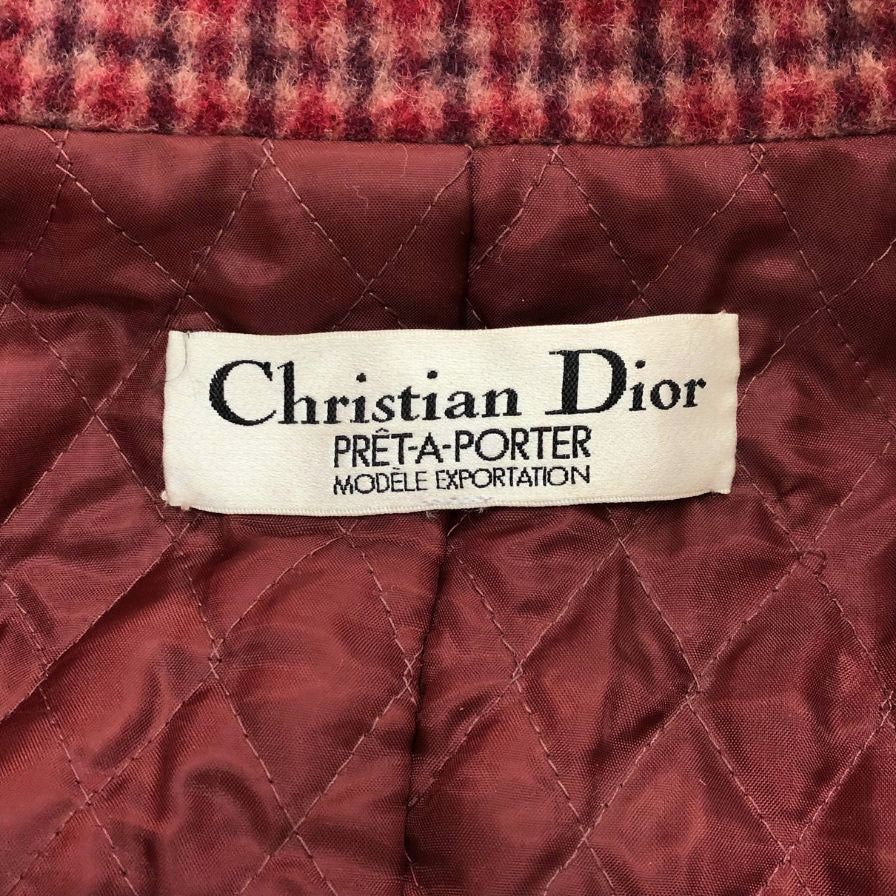 Christian Dior
PRÊT-A-PORTER
MODÈLE EXPORTATION